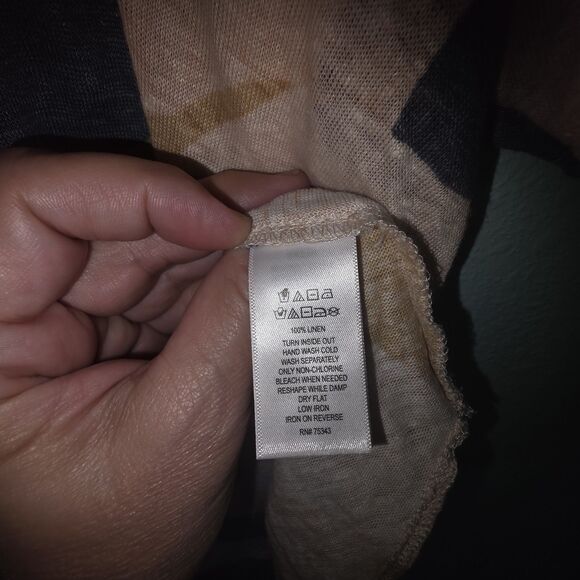 100% LINEN
TURN INSIDE OUT
HAND WASH COLD
WASH SEPARATELY
ONLY NON-CHLORINE
BLEACH WHEN NEEDED
RESHAPE WHILE DAMP
DRY FLAT
LOW IRON
IRON ON REVERSE
RN# 75343